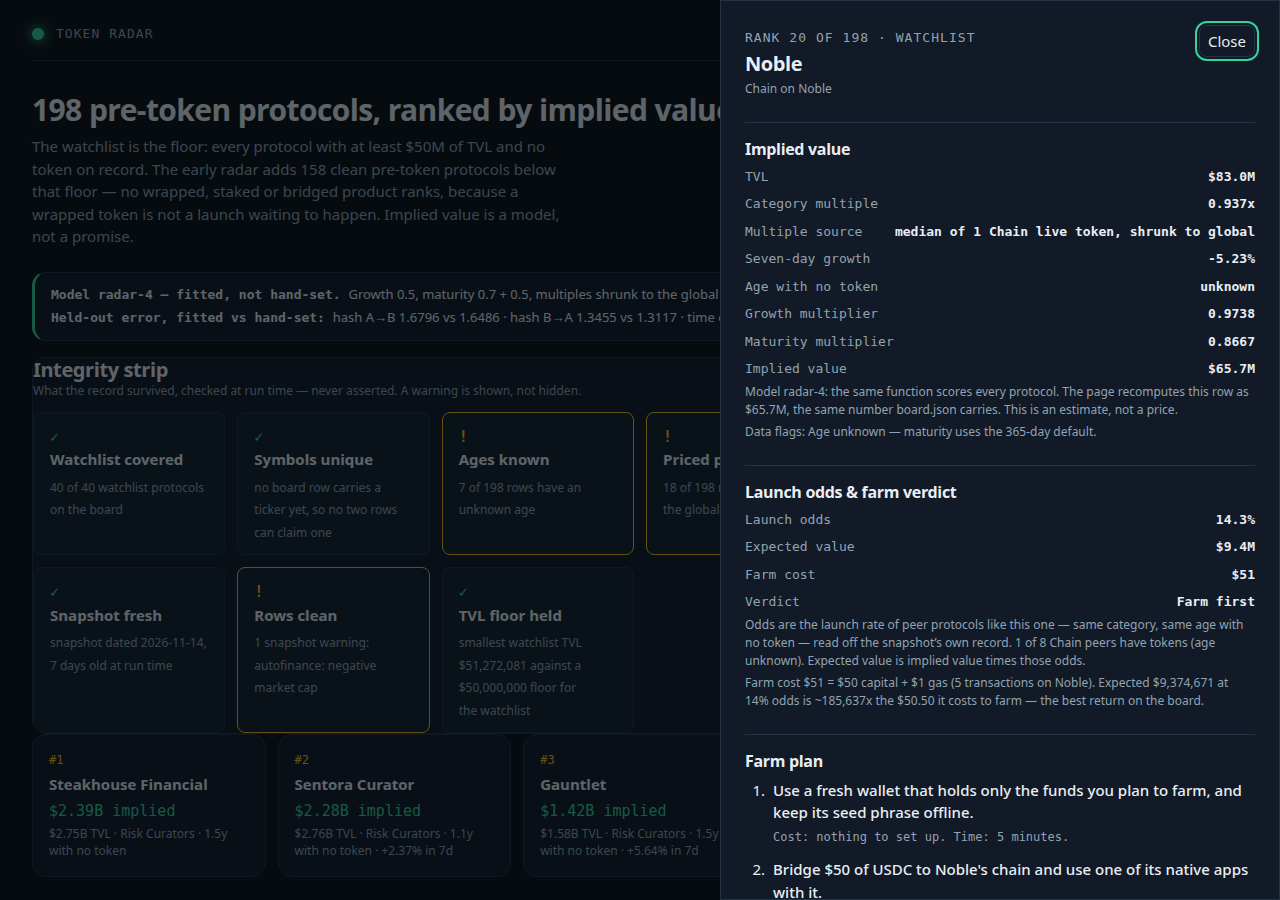 TOKEN RADAR
198 pre-token protocols, ranked by implied value
The watchlist is the floor: every protocol with at least $50M of TVL and no
token on record. The early radar adds 158 clean pre-token protocols below
that floor — no wrapped, staked or bridged product ranks, because a
wrapped token is not a launch waiting to happen. Implied value is a model,
not a promise.
Model radar-4 — fitted, not hand-set. Growth 0.5, maturity 0.7 + 0.5, multiples shrunk to the global
Held-out error, fitted vs hand-set: hash A→B 1.6796 vs 1.6486 · hash B→A 1.3455 vs 1.3117 · time
Integrity strip
What the record survived, checked at run time — never asserted. A warning is shown, not hidden.
✓
Watchlist covered
40 of 40 watchlist protocols
on the board
✓
Symbols unique
no board row carries a
ticker yet, so no two rows
can claim one
!
Ages known
7 of 198 rows have an
unknown age
!
Priced
18 of 198
the global
✓
Snapshot fresh
snapshot dated 2026-11-14,
7 days old at run time
!
Rows clean
1 snapshot warning:
autofinance: negative
market cap
✓
TVL floor held
smallest watchlist TVL
$51,272,081 against a
$50,000,000 floor for
the watchlist
#1
Steakhouse Financial
$2.39B implied
$2.75B TVL · Risk Curators · 1.5y
with no token
#2
Sentora Curator
$2.28B implied
$2.76B TVL · Risk Curators · 1.1y
with no token · +2.37% in 7d
#3
Gauntlet
$1.42B implied
$1.58B TVL · Risk Curators · 1.5y
with no token · +5.64% in 7d
RANK 20 OF 198 · WATCHLIST
Close
Noble
Chain on Noble
Implied value
TVL $83.0M
Category multiple 0.937x
Multiple source median of 1 Chain live token, shrunk to global
Seven-day growth -5.23%
Age with no token unknown
Growth multiplier 0.9738
Maturity multiplier 0.8667
Implied value $65.7M
Model radar-4: the same function scores every protocol. The page recomputes this row as
$65.7M, the same number board.json carries. This is an estimate, not a price.
Data flags: Age unknown — maturity uses the 365-day default.
Launch odds & farm verdict
Launch odds 14.3%
Expected value $9.4M
Farm cost $51
Verdict Farm first
Odds are the launch rate of peer protocols like this one — same category, same age with
no token — read off the snapshot's own record. 1 of 8 Chain peers have tokens (age
unknown). Expected value is implied value times those odds.
Farm cost $51 = $50 capital + $1 gas (5 transactions on Noble). Expected $9,374,671 at
14% odds is ~185,637x the $50.50 it costs to farm — the best return on the board.
Farm plan
1. Use a fresh wallet that holds only the funds you plan to farm, and
keep its seed phrase offline.
Cost: nothing to set up. Time: 5 minutes.
2. Bridge $50 of USDC to Noble's chain and use one of its native apps
with it.